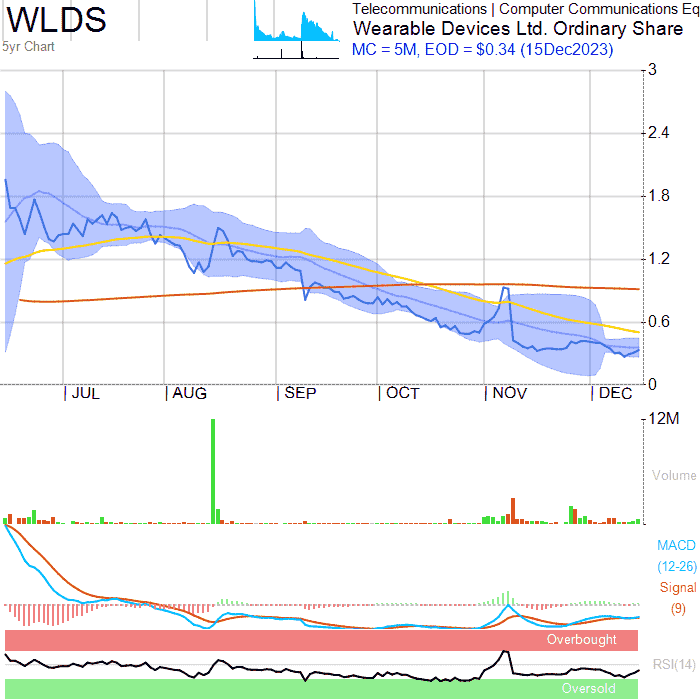 WLDS
5yr Chart
Telecommunications | Computer Communications Eq
Wearable Devices Ltd. Ordinary Share
MC = 5M, EOD = $0.34 (15Dec2023)
3
2.4
1.8
1.2
0.6
0
JUL
AUG
SEP
OCT
NOV
DEC
12M
Volume
MACD
(12-26)
Signal
(9)
Overbought
RSI(14)
Oversold